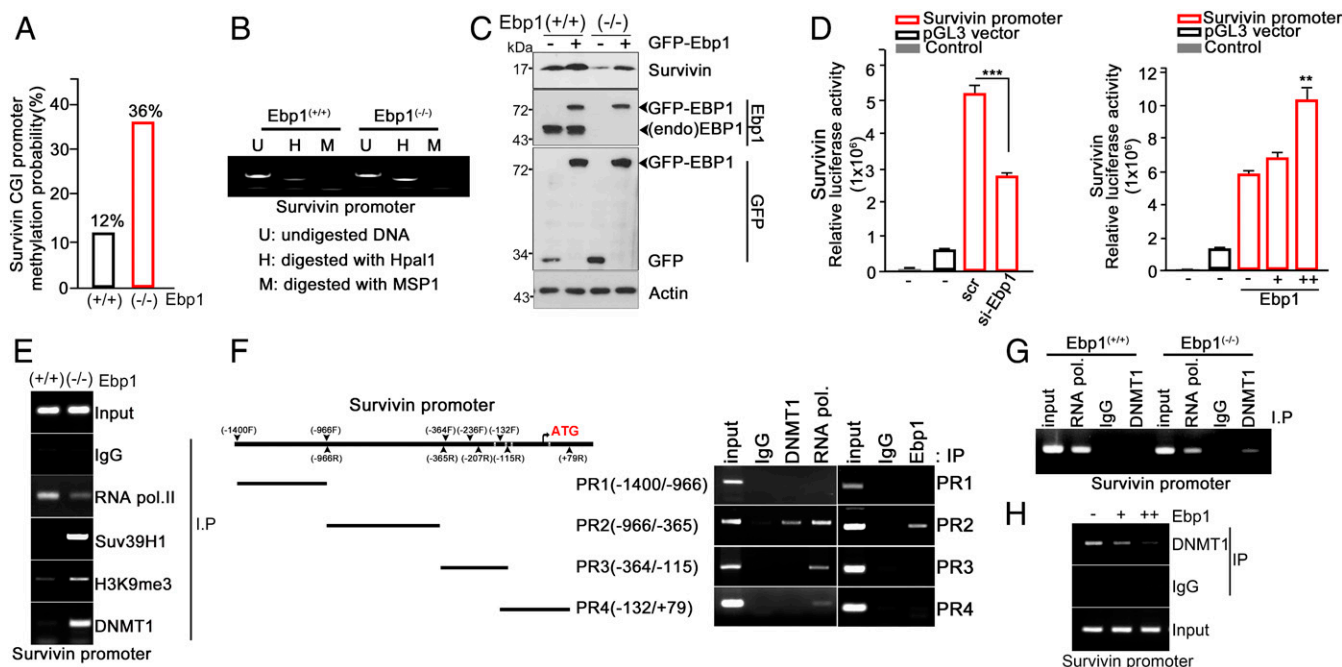 A
Survivin CGI promoter
methylation probability(%)
40
30
20
10
0
12%
36%
(+/+) (-/-) Ebp1
B
Ebp1(+/+) Ebp1(-/-)
U H M U H M
Survivin promoter
U: undigested DNA
H: digested with Hpal1
M: digested with MSP1
C
Ebp1 (+/+) (-/-)
kDa - + - + GFP-Ebp1
17- Survivin
72- GFP-EBP1
43- (endo)EBP1
Ebp1
72- GFP-EBP1
34- GFP
GFP
43- Actin
D
Survivin promoter
pGL3 vector
Control
Survivin
Relative luciferase activity
(1x10⁶)
6
5
4
3
2
1
0
***
- - scr si-Ebp1
Survivin promoter
pGL3 vector
Control
Survivin
Relative luciferase activity
(1x10⁶)
12
10
8
6
4
2
0
**
- - - + ++
Ebp1
E
(+/+) (-/-) Ebp1
Input
IgG
RNA pol.II
Suv39H1
H3K9me3
DNMT1
I.P
Survivin promoter
F
Survivin promoter
(-1400F) (-966F) (-364F) (-236F) (-132F) ATG
(-966R) (-365R) (-207R) (-115R) (+79R)
PR1(-1400/-966)
PR2(-966/-365)
PR3(-364/-115)
PR4(-132/+79)
input IgG DNMT1 RNA pol. input IgG Ebp1 : IP
PR1
PR2
PR3
PR4
G
Ebp1(+/+) Ebp1(-/-)
input RNA pol. IgG DNMT1 input RNA pol. IgG DNMT1 I.P
Survivin promoter
H
- + ++ Ebp1
DNMT1
IgG
IP
Input
Survivin promoter